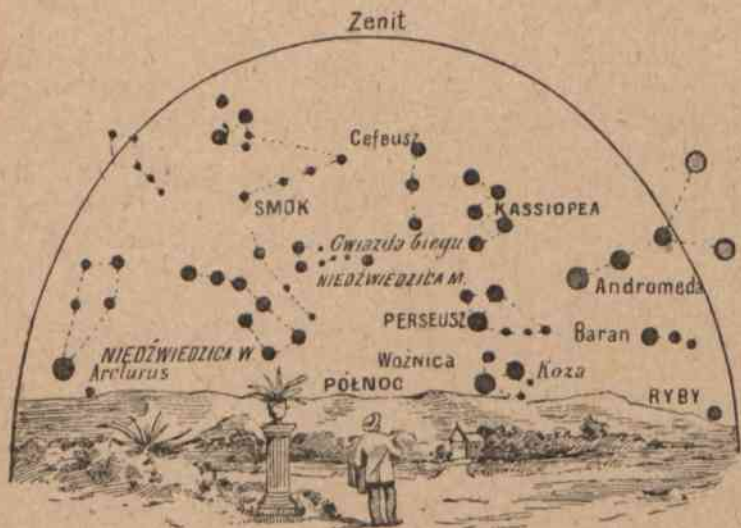 Zenit
Cefeusz
SMOK
KASSIOPEA
Gwiazda biegu
NIEDŹWIEDZICA M.
Andromeda
PERSEUSZ
Baran
NIEDŹWIEDZICA W.
Woźnica
Arcturus
Koza
PÓŁNOC
RYBY